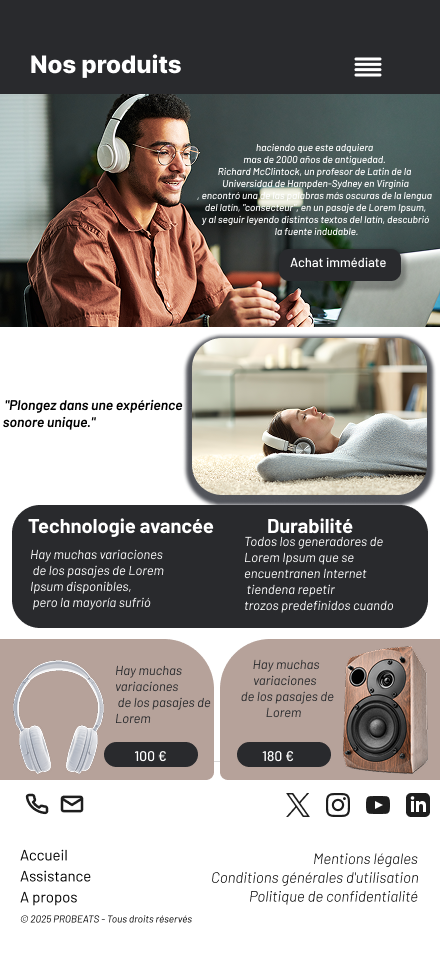 Nos produits
haciendo que este adquiera
mas de 2000 años de antiguedad.
Richard McClintock, un profesor de Latin de la
Universidad de Hampden-Sydney en Virginia
, encontró una de las palabras más oscuras de la lengua
del latín, "consecteur", en un pasaje de Lorem Ipsum,
y al seguir leyendo distintos textos del latín, descubrió
la fuente indudable.
Achat immédiate
"Plongez dans une expérience
sonore unique."
Technologie avancée
Hay muchas variaciones
de los pasajes de Lorem
Ipsum disponibles,
pero la mayoría sufrió
Durabilité
Todos los generadores de
Lorem Ipsum que se
encuentranen Internet
tiendena repetir
trozos predefinidos cuando
Hay muchas
variaciones
de los pasajes de
Lorem
100 €
Hay muchas
variaciones
de los pasajes de
Lorem
180 €
Accueil
Assistance
A propos
© 2025 PROBEATS - Tous droits réservés
Mentions légales
Conditions générales d'utilisation
Politique de confidentialité